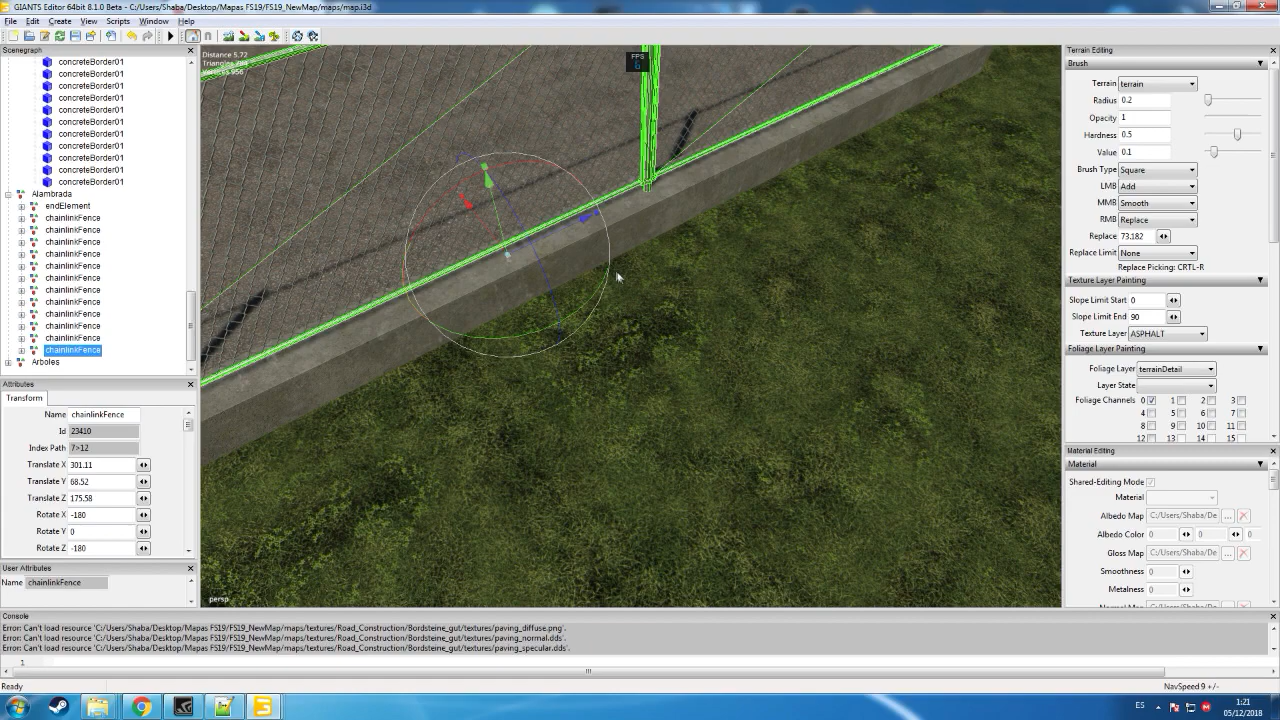 GIANTS Editor 64bit 8.1.0 Beta - C:/Users/Shaba/Desktop/Mapas FS19/FS19_NewMap/maps/map.i3d
File Edit Create View Scripts Window Help
Scenegraph
concreteBorder01
concreteBorder01
concreteBorder01
concreteBorder01
concreteBorder01
concreteBorder01
concreteBorder01
concreteBorder01
concreteBorder01
concreteBorder01
concreteBorder01
Alambrada
endElement
chainlinkFence
chainlinkFence
chainlinkFence
chainlinkFence
chainlinkFence
chainlinkFence
chainlinkFence
chainlinkFence
chainlinkFence
chainlinkFence
chainlinkFence
chainlinkFence
Arboles
Attributes
Transform
Name chainlinkFence
Id 23410
Index Path 7>12
Translate X 301.11
Translate Y 68.52
Translate Z 175.58
Rotate X -180
Rotate Y 0
Rotate Z -180
User Attributes
Name chainlinkFence
Distance 5.72
Triangles 784
Vertices 956
FPS
6
persp
Terrain Editing
Brush
Terrain terrain
Radius 0.2
Opacity 1
Hardness 0.5
Value 0.1
Brush Type Square
LMB Add
MMB Smooth
RMB Replace
Replace 73.182
Replace Limit None
Replace Picking: CRTL-R
Texture Layer Painting
Slope Limit Start 0
Slope Limit End 90
Texture Layer ASPHALT
Foliage Layer Painting
Foliage Layer terrainDetail
Layer State
Foliage Channels 0 1 2 3
4 5 6 7
8 9 10 11
12 13 14 15
Material Editing
Material
Shared-Editing Mode
Material
Albedo Map C:/Users/Shaba/De ...
Albedo Color 0 0 0
Gloss Map C:/Users/Shaba/De ...
Smoothness 0
Metalness 0
Normal Map C:/Users/Shaba/De
Console
Error: Can't load resource 'C:/Users/Shaba/Desktop/Mapas FS19/FS19_NewMap/maps/textures/Road_Construction/Bordsteine_gut/textures/paving_diffuse.png'.
Error: Can't load resource 'C:/Users/Shaba/Desktop/Mapas FS19/FS19_NewMap/maps/textures/Road_Construction/Bordsteine_gut/textures/paving_normal.dds'.
Error: Can't load resource 'C:/Users/Shaba/Desktop/Mapas FS19/FS19_NewMap/maps/textures/Road_Construction/Bordsteine_gut/textures/paving_specular.dds'.
1
Ready
NavSpeed 9 +/-
ES
1:21
05/12/2018